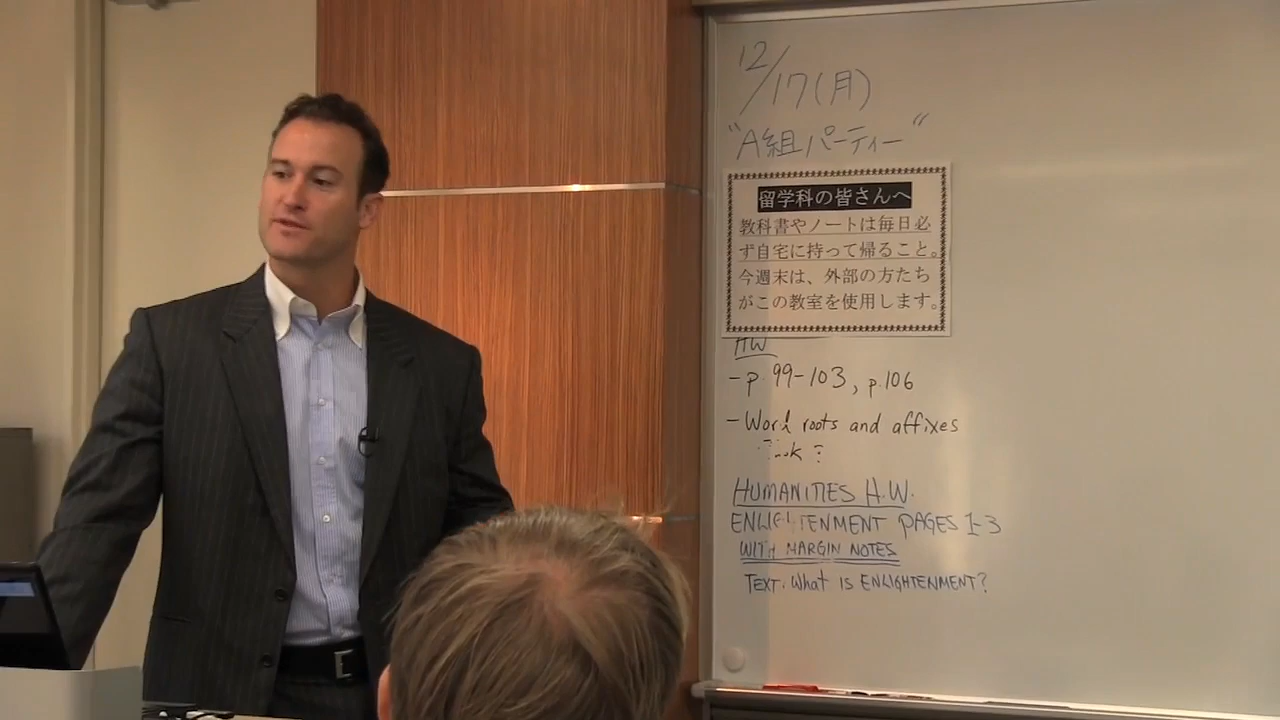 12/17(月)
"A組パーティー"
留学科の皆さんへ
教科書やノートは毎日必
ず自宅に持って帰ること。
今週末は、外部の方たち
がこの教室を使用します。
HW
- p 99-103, p.106
- Word roots and affixes
HUMANITIES H.W.
ENLIGHTENMENT PAGES 1-3
WITH MARGIN NOTES
TEXT: What IS ENLIGHTENMENT?